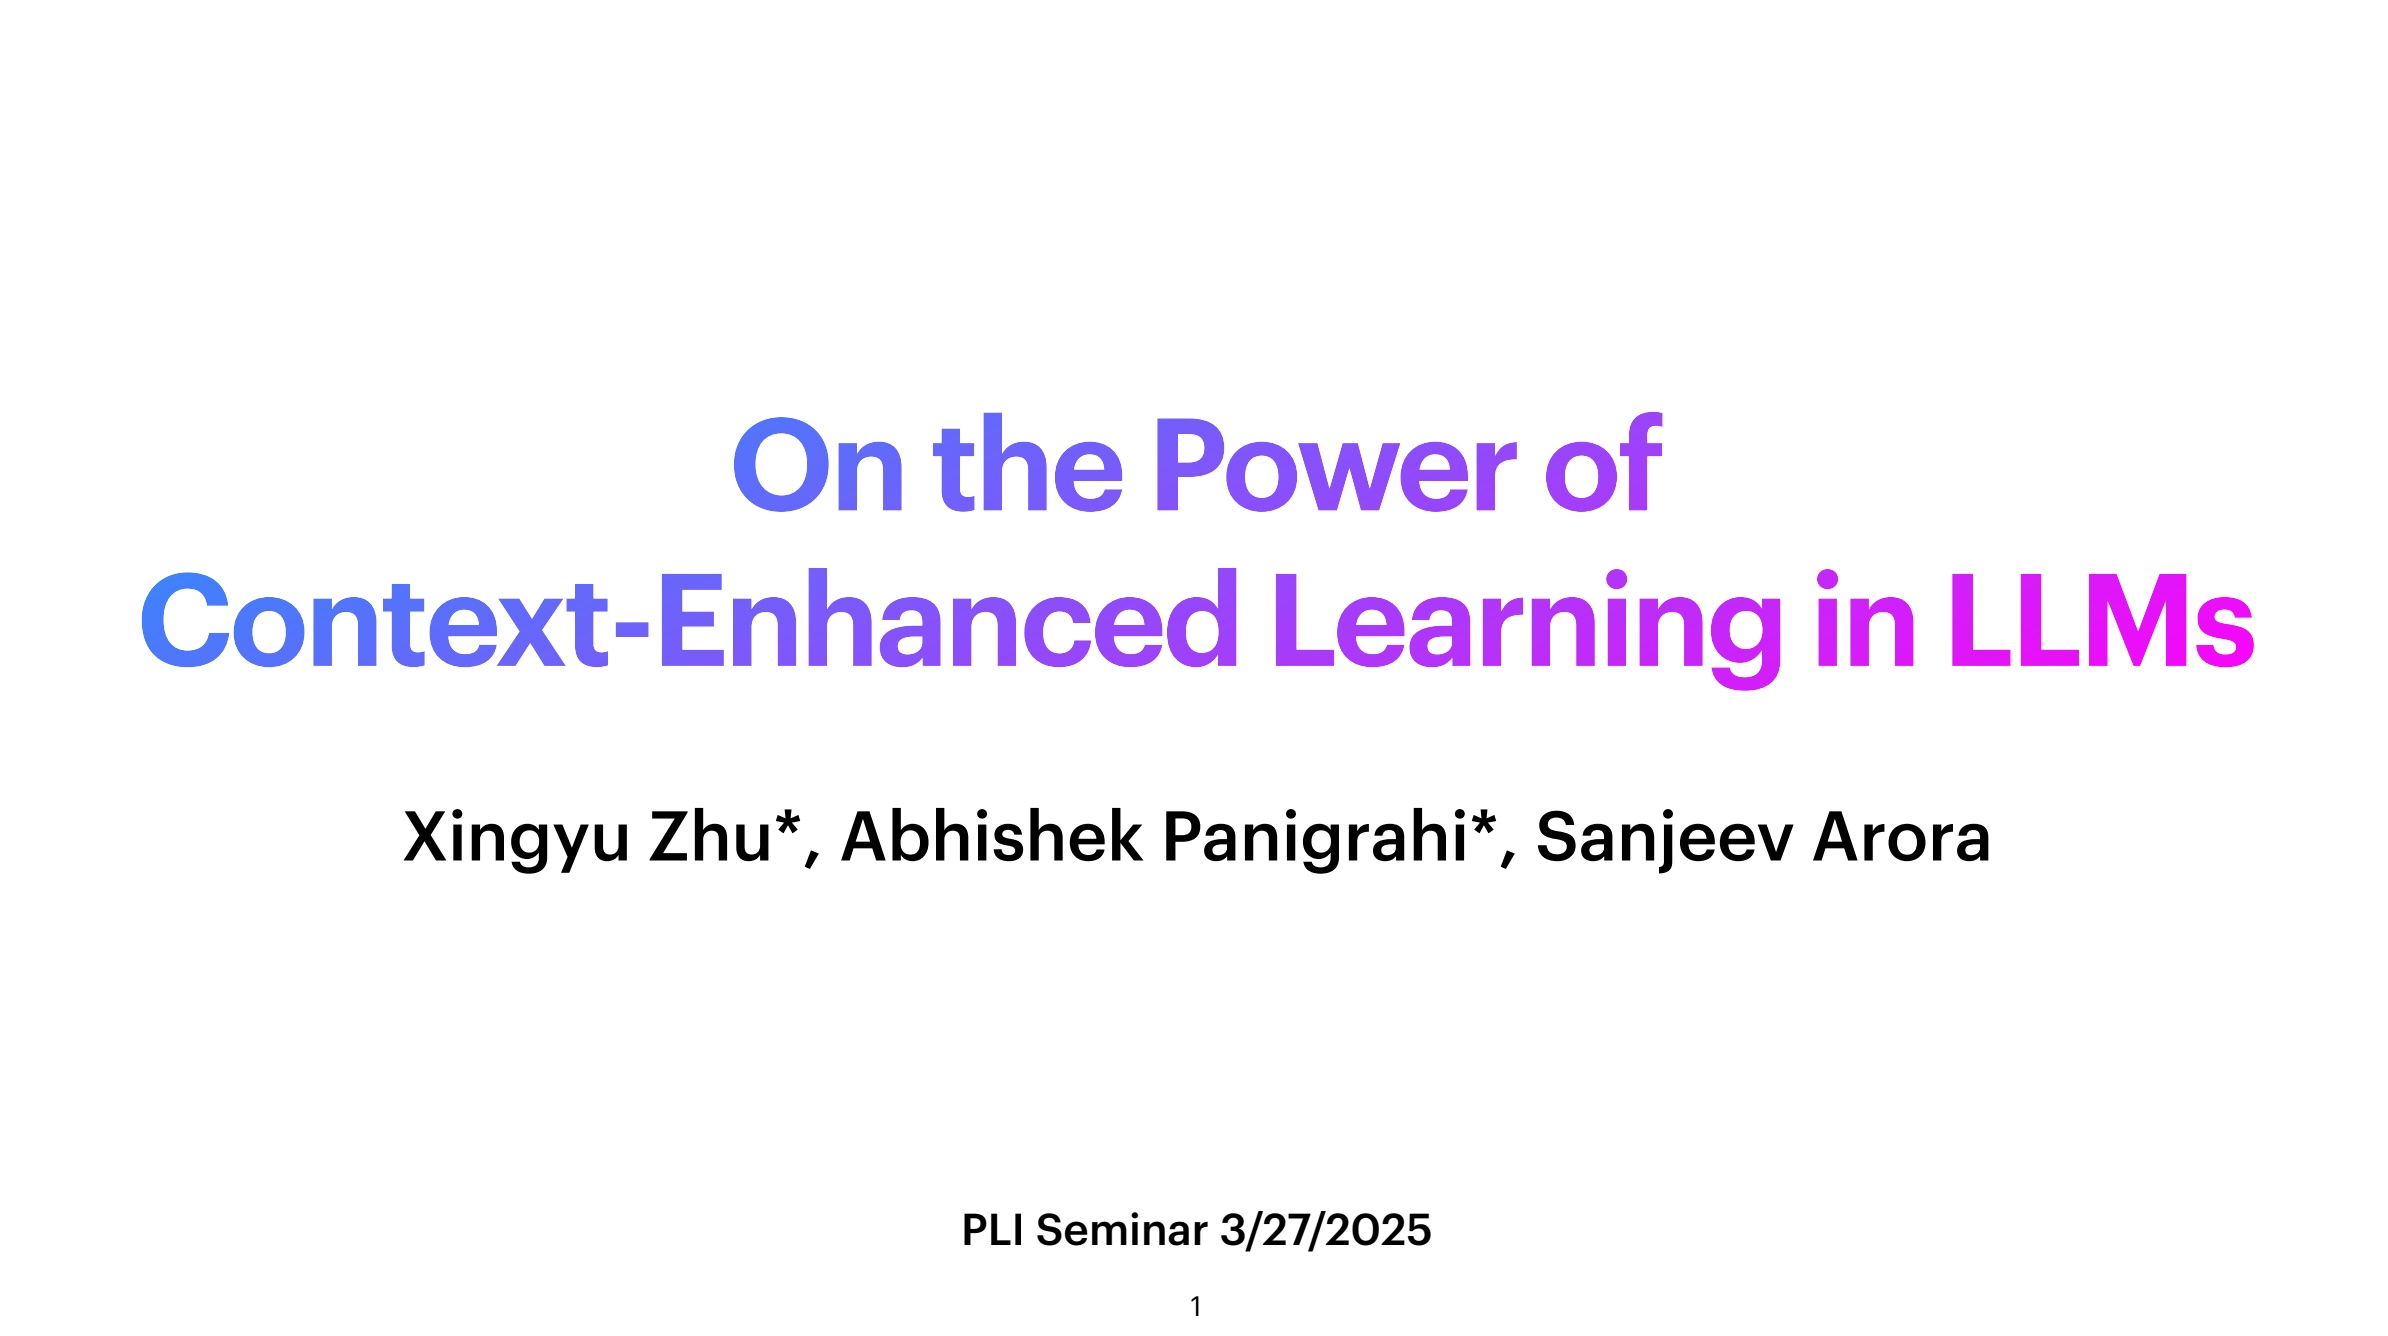 On the Power of
Context-Enhanced Learning in LLMs
Xingyu Zhu*, Abhishek Panigrahi*, Sanjeev Arora
PLI Seminar 3/27/2025
1